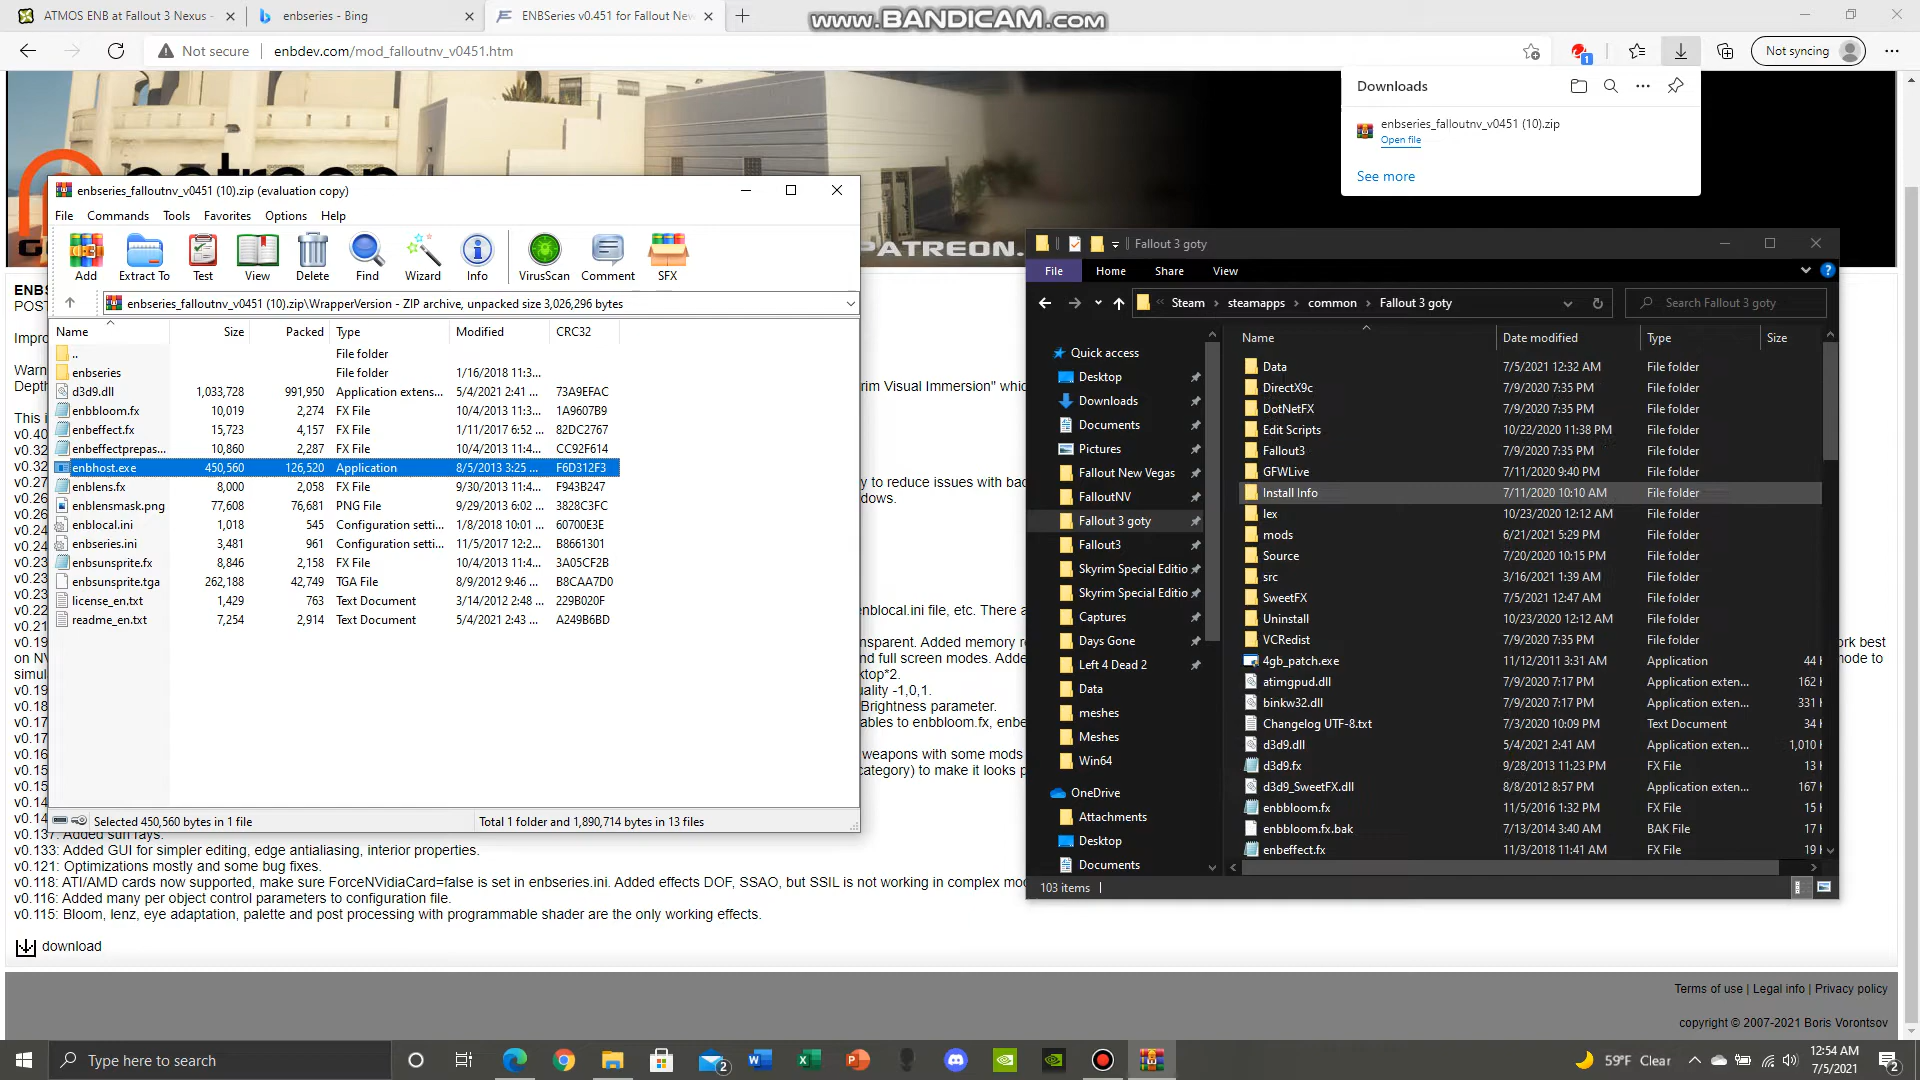 ATMOS ENB at Fallout 3 Nexus -
enbseries - Bing
ENBSeries v0.451 for Fallout New
www.BANDICAM.com
Not secure
enbdev.com/mod_falloutnv_v0451.htm
1
Not syncing
Downloads
enbseries_falloutnv_v0451 (10).zip
Open file
See more
PATREON.
enbseries_falloutnv_v0451 (10).zip (evaluation copy)
File Commands Tools Favorites Options Help
Add Extract To Test View Delete Find Wizard Info VirusScan Comment SFX
enbseries_falloutnv_v0451 (10).zip\WrapperVersion - ZIP archive, unpacked size 3,026,296 bytes
Name Size Packed Type Modified CRC32
.. File folder
enbseries File folder 1/16/2018 11:3...
d3d9.dll 1,033,728 991,950 Application extens... 5/4/2021 2:41 ... 73A9EFAC
enbbloom.fx 10,019 2,274 FX File 10/4/2013 11:3... 1A9607B9
enbeffect.fx 15,723 4,157 FX File 1/11/2017 6:52 ... 82DC2767
enbeffectprepas... 10,860 2,287 FX File 10/4/2013 11:3... CC92F614
enbhost.exe 450,560 126,520 Application 8/5/2013 3:25 ... F6D312F3
enblens.fx 8,000 2,058 FX File 9/30/2013 11:4... F943B247
enblensmask.png 77,608 76,681 PNG File 9/29/2013 6:02 ... 3828C3FC
enblocal.ini 1,018 545 Configuration setti... 1/8/2018 10:01 ... 60700E3E
enbseries.ini 3,481 961 Configuration setti... 11/5/2017 12:2... B8661301
enbsunsprite.fx 8,846 2,158 FX File 10/4/2013 11:4... 3A05CF2B
enbsunsprite.tga 262,188 42,749 TGA File 8/9/2012 9:46 ... B8CAA7D0
license_en.txt 1,429 763 Text Document 3/14/2012 2:48 ... 229B020F
readme_en.txt 7,254 2,914 Text Document 5/4/2021 2:43 ... A249B6BD
Selected 450,560 bytes in 1 file
Total 1 folder and 1,890,714 bytes in 13 files
Fallout 3 goty
File Home Share View
Steam steamapps common Fallout 3 goty
Search Fallout 3 goty
Quick access
Desktop
Downloads
Documents
Pictures
Fallout New Vegas
FalloutNV
Fallout 3 goty
Fallout3
Skyrim Special Editio
Skyrim Special Editio
Captures
Days Gone
Left 4 Dead 2
Data
meshes
Meshes
Win64
OneDrive
Attachments
Desktop
Documents
Name Date modified Type Size
Data 7/5/2021 12:32 AM File folder
DirectX9c 7/9/2020 7:35 PM File folder
DotNetFX 7/9/2020 7:35 PM File folder
Edit Scripts 10/22/2020 11:38 PM File folder
Fallout3 7/9/2020 7:35 PM File folder
GFWLive 7/11/2020 9:40 PM File folder
Install Info 7/11/2020 10:10 AM File folder
lex 10/23/2020 12:12 AM File folder
mods 6/21/2021 5:29 PM File folder
Source 7/20/2020 10:15 PM File folder
src 3/16/2021 1:39 AM File folder
SweetFX 7/5/2021 12:47 AM File folder
Uninstall 10/23/2020 12:12 AM File folder
VCRedist 7/9/2020 7:35 PM File folder
4gb_patch.exe 11/12/2011 3:31 AM Application 44
atimgpud.dll 7/9/2020 7:17 PM Application exten... 162
binkw32.dll 7/9/2020 7:17 PM Application exten... 331
Changelog UTF-8.txt 7/3/2020 10:09 PM Text Document 34
d3d9.dll 5/4/2021 2:41 AM Application exten... 1,010
d3d9.fx 9/28/2013 11:23 PM FX File 13
d3d9_SweetFX.dll 8/8/2012 8:57 PM Application exten... 167
enbbloom.fx 11/5/2016 1:32 PM FX File 15
enbbloom.fx.bak 7/13/2014 3:40 AM BAK File 17
enbeffect.fx 11/3/2018 11:41 AM FX File 19
103 items
v0.137: Added sun rays.
v0.133: Added GUI for simpler editing, edge antialiasing, interior properties.
v0.121: Optimizations mostly and some bug fixes.
v0.118: ATI/AMD cards now supported, make sure ForceNVidiaCard=false is set in enbseries.ini. Added effects DOF, SSAO, but SSIL is not working in complex mo
v0.116: Added many per object control parameters to configuration file.
v0.115: Bloom, lenz, eye adaptation, palette and post processing with programmable shader are the only working effects.
download
Terms of use | Legal info | Privacy policy
copyright © 2007-2021 Boris Vorontsov
Type here to search
2
59°F Clear
12:54 AM
7/5/2021
2